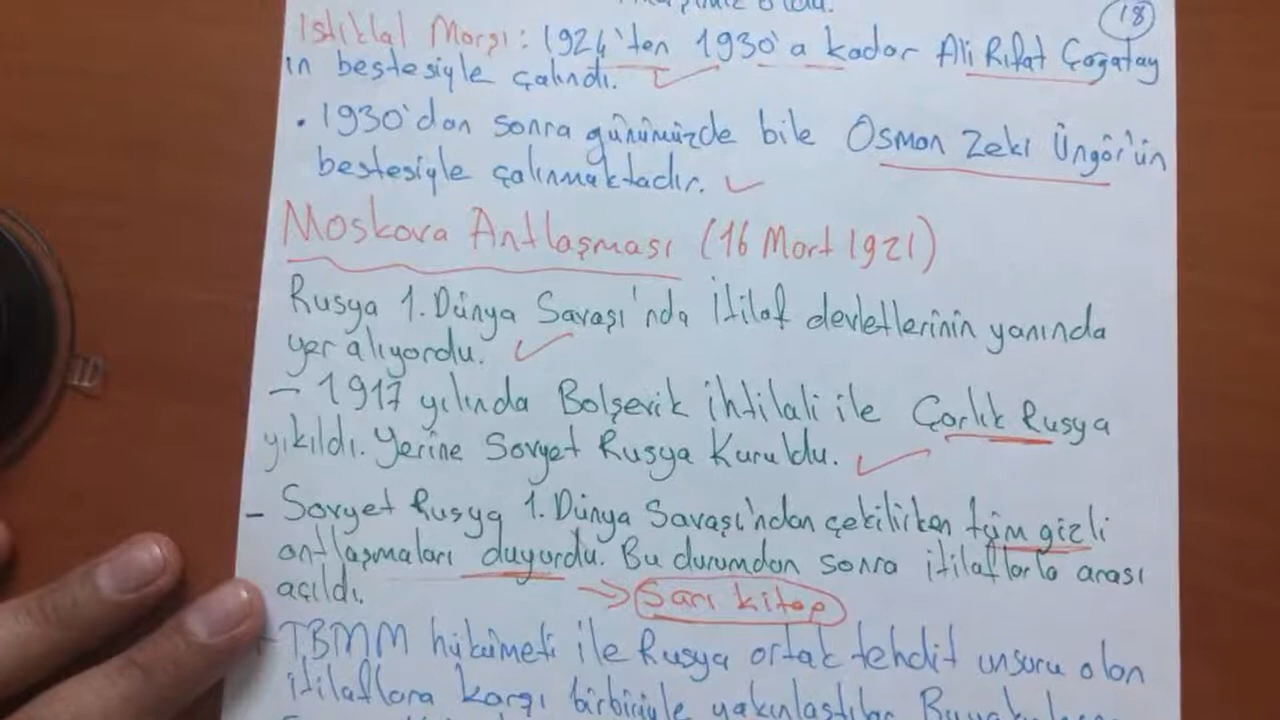 oldu.
18
İstiklal Marşı: 1924'ten 1930'a kadar Ali Rıfat Çağatay
ın bestesiyle çalındı.
• 1930'dan sonra günümüzde bile Osman Zeki Üngör'ün
bestesiyle çalınmaktadır.
Moskova Antlaşması (16 Mart 1921)
Rusya 1. Dünya Savaşı'nda İtilaf devletlerinin yanında
yer alıyordu.
- 1917 yılında Bolşevik ihtilali ile Çarlık Rusya
yıkıldı. Yerine Sovyet Rusya Kuruldu.
- Sovyet Rusya 1. Dünya Savaşı'ndan çekilirken tüm gizli
antlaşmaları duyurdu. Bu durumdan sonra itilaflarla arası
açıldı. → Sarı kitap
- TBMM hükümeti ile Rusya ortak tehdit unsuru olan
itilaflara karşı birbiriyle yakınlaştılar.